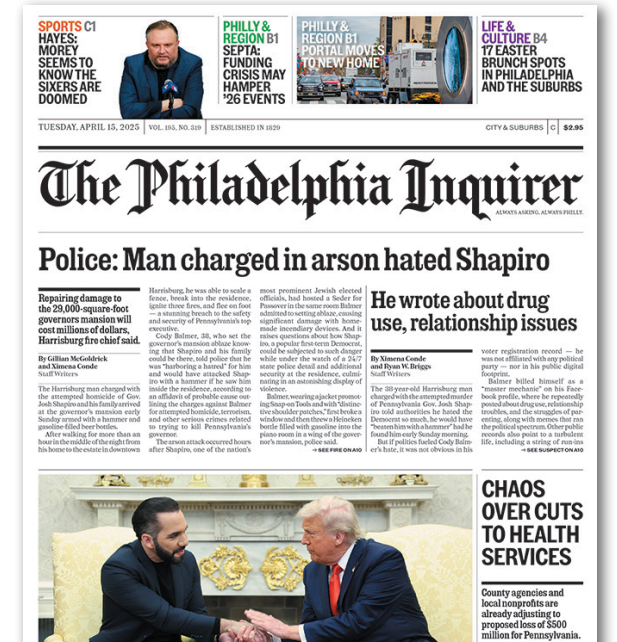 SPORTS C1
HAYES:
MOREY
SEEMS TO
KNOW THE
SIXERS ARE
DOOMED
PHILLY &
REGION B1
SEPTA:
FUNDING
CRISIS MAY
HAMPER
'26 EVENTS
PHILLY &
REGION B1
PORTAL MOVES
TO NEW HOME
LIFE &
CULTURE B4
17 EASTER
BRUNCH SPOTS
IN PHILADELPHIA
AND THE SUBURBS
TUESDAY, APRIL 15, 2025 VOL. 195, NO. 319 ESTABLISHED IN 1829 CITY & SUBURBS C $2.95
The Philadelphia Inquirer
ALWAYS ASKING. ALWAYS PHILLY.
Police: Man charged in arson hated Shapiro
Repairing damage to
the 29,000-square-foot
governors mansion will
cost millions of dollars,
Harrisburg fire chief said.
By Gillian McGoldrick
and Ximena Conde
Staff Writers
The Harrisburg man charged with
the attempted homicide of Gov.
Josh Shapiro and his family arrived
at the governor's mansion early
Sunday armed with a hammer and
gasoline-filled beer bottles.
After walking for more than an
hour in the middle of the night from
his home to the estate in downtown
Harrisburg, he was able to scale a
fence, break into the residence,
ignite three fires, and flee on foot
— a stunning breach to the safety
and security of Pennsylvania's top
executive.
Cody Balmer, 38, who set the
governor's mansion ablaze know-
ing that Shapiro and his family
could be there, told police that he
was "harboring a hatred" for him
and would have attacked Shap-
iro with a hammer if he saw him
inside the residence, according to
an affidavit of probable cause out-
lining the charges against Balmer
for attempted homicide, terrorism,
and other serious crimes related
to trying to kill Pennsylvania's
governor.
The arson attack occurred hours
after Shapiro, one of the nation's
most prominent Jewish elected
officials, had hosted a Seder for
Passover in the same room Balmer
admitted to setting ablaze, causing
significant damage with home-
made incendiary devices. And it
raises questions about how Shap-
iro, a popular first-term Democrat,
could be subjected to such danger
while under the watch of a 24/7
state police detail and additional
security at the residence, culmi-
nating in an astonishing display of
violence.
Balmer, wearing a jacket promot-
ing Snap-on Tools and with "distinc-
tive shoulder patches," first broke a
window and then threw a Heineken
bottle filled with gasoline into the
piano room in a wing of the gover-
nor's mansion, police said.
→ SEE FIRE ON A10
He wrote about drug
use, relationship issues
By Ximena Conde
and Ryan W. Briggs
Staff Writers
The 38-year-old Harrisburg man
charged with the attempted murder
of Pennsylvania Gov. Josh Shap-
iro told authorities he hated the
Democrat so much, he would have
"beaten him with a hammer" had he
found him early Sunday morning.
But if politics fueled Cody Balm-
er's hate, it was not obvious in his
voter registration record — he
was not affiliated with any political
party — nor in his public digital
footprint.
Balmer billed himself as a
"master mechanic" on his Face-
book profile, where he repeatedly
posted about drug use, relationship
troubles, and the struggles of par-
enting, along with memes that ran
the political spectrum. Other public
records also point to a turbulent
life, including a string of run-ins
→ SEE SUSPECT ON A10
CHAOS
OVER CUTS
TO HEALTH
SERVICES
County agencies and
local nonprofits are
already adjusting to
proposed loss of $500
million for Pennsylvania.